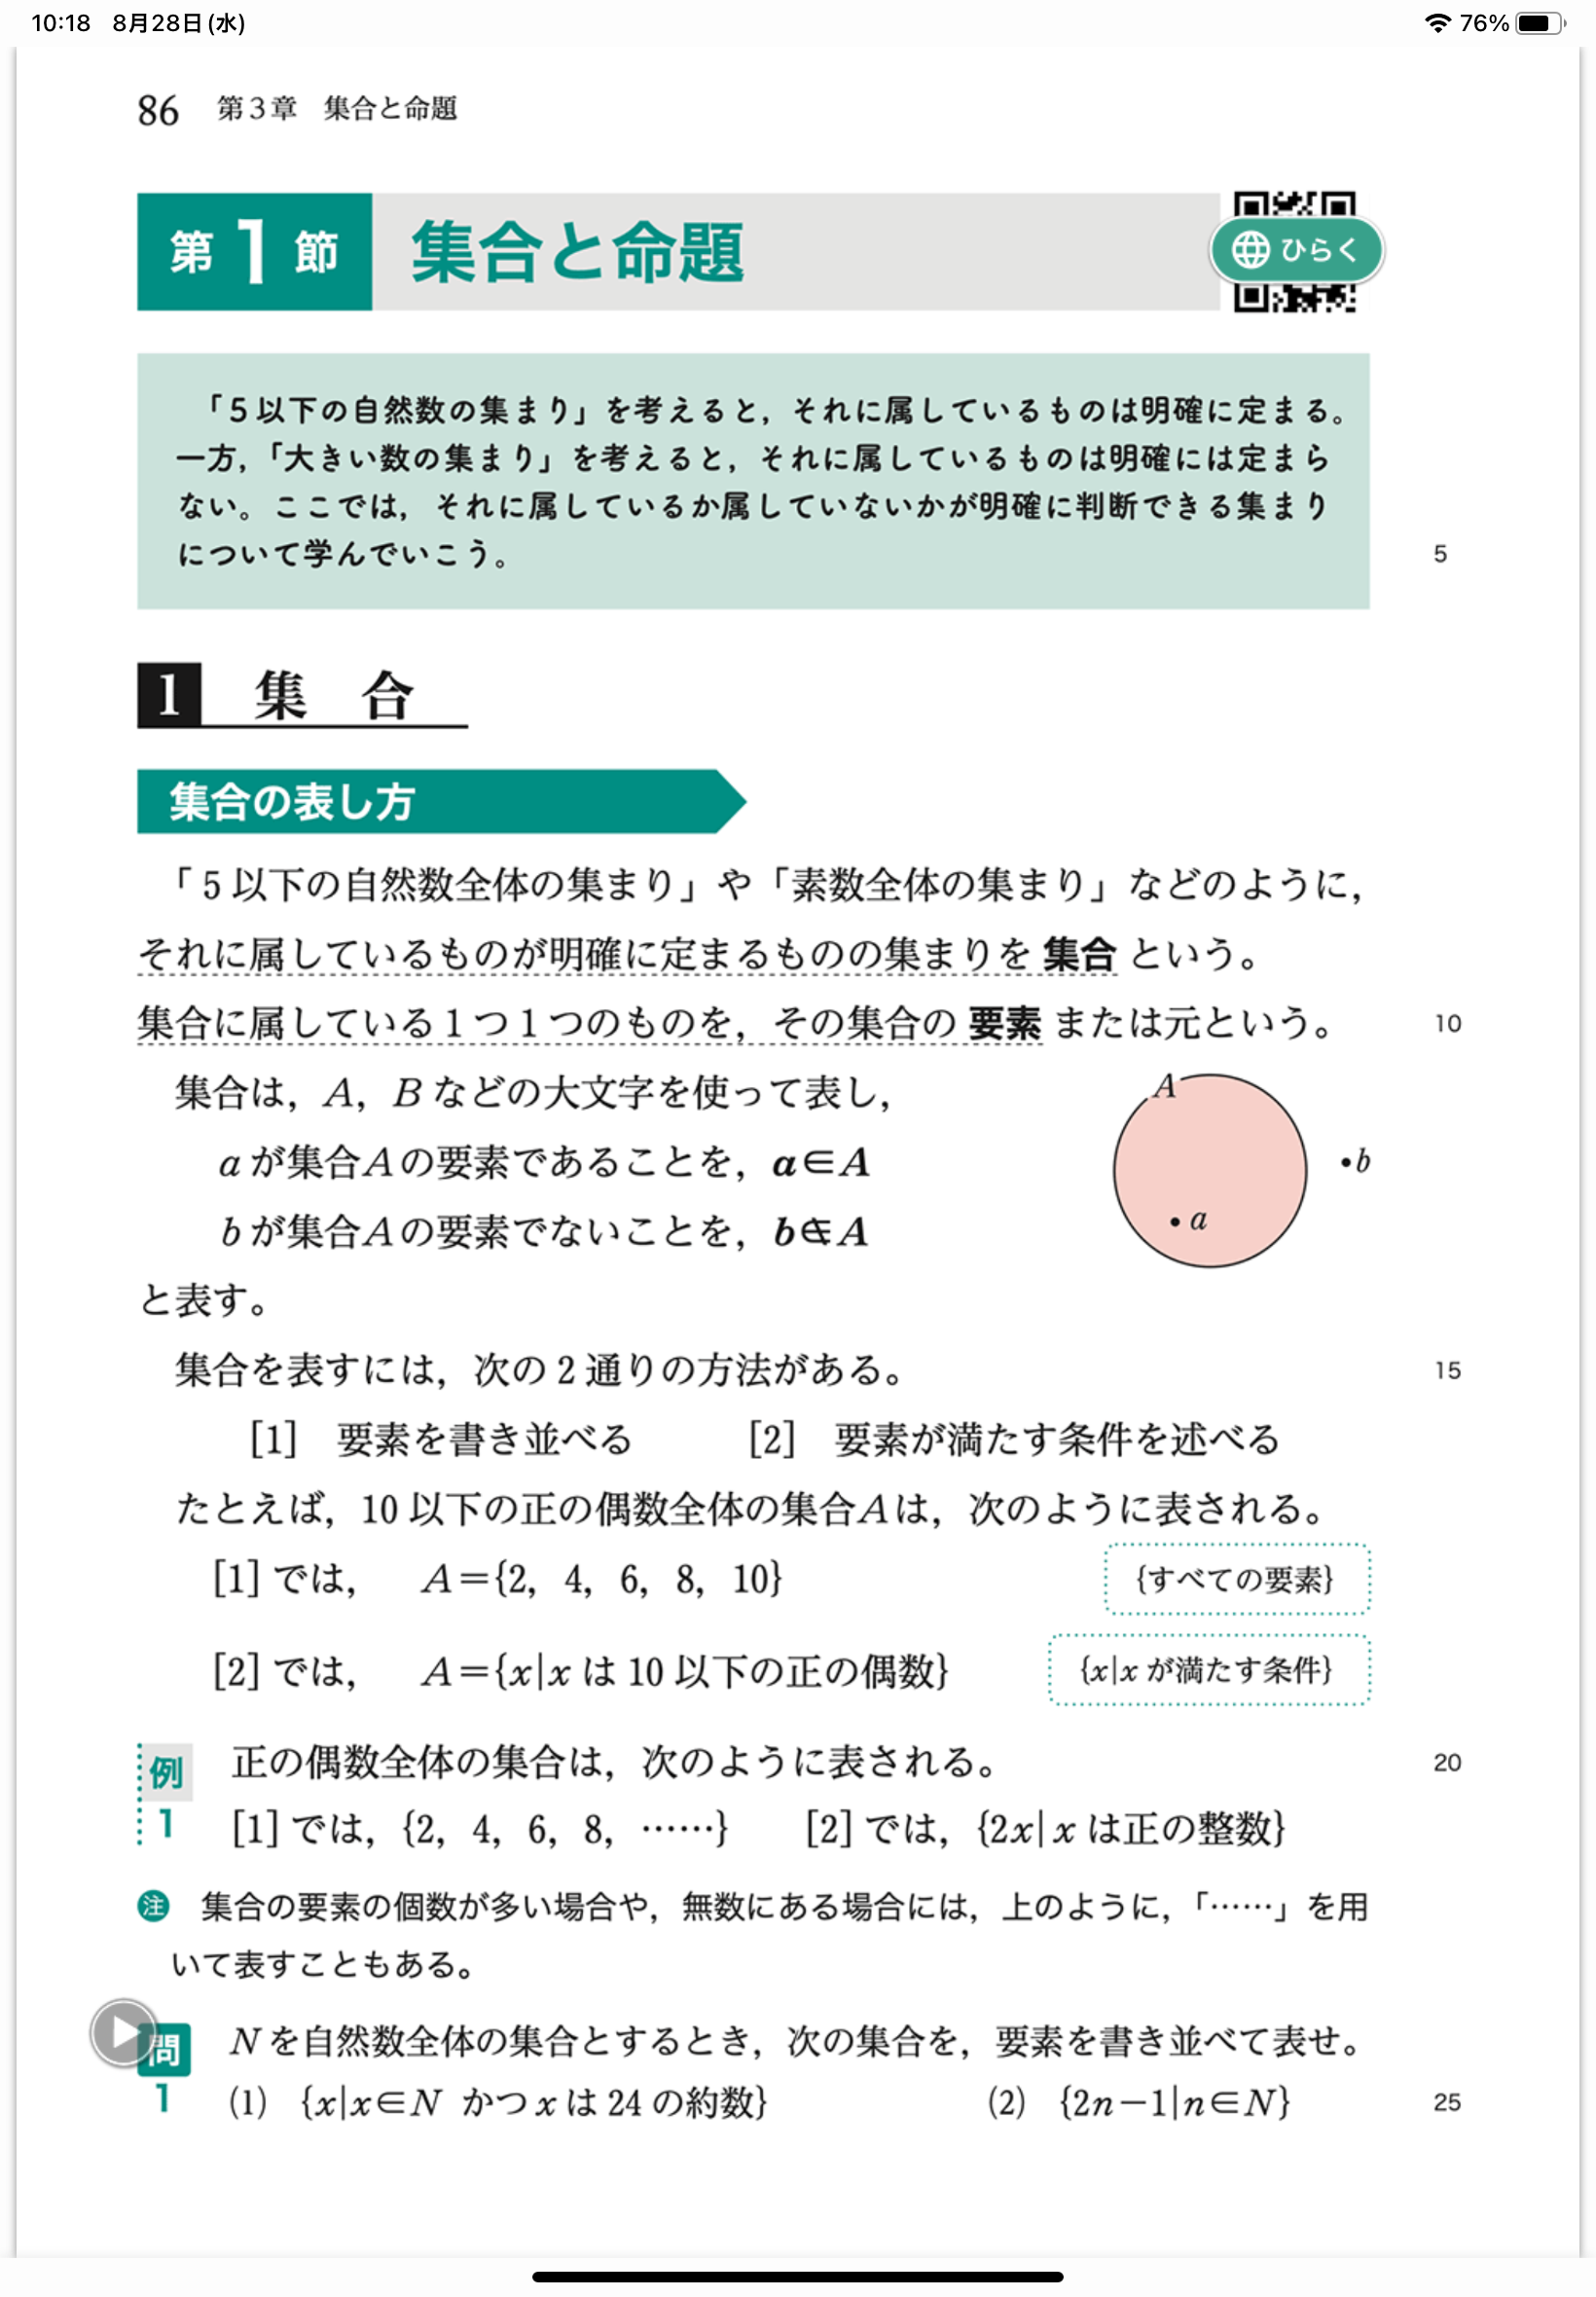 10:18 8月28日(水) 76%
86 第3章 集合と命題
第1節 集合と命題 ひらく
「5以下の自然数の集まり」を考えると，それに属しているものは明確に定まる。
一方，「大きい数の集まり」を考えると，それに属しているものは明確には定まら
ない。ここでは，それに属しているか属していないかが明確に判断できる集まり
について学んでいこう。 5
1 集合
集合の表し方
「5以下の自然数全体の集まり」や「素数全体の集まり」などのように，
それに属しているものが明確に定まるものの集まりを 集合 という。
集合に属している1つ1つのものを，その集合の 要素 または元という。 10
集合は，A，Bなどの大文字を使って表し，
aが集合Aの要素であることを，a∈A
bが集合Aの要素でないことを，b∉A
と表す。
A
•b
•a
集合を表すには，次の2通りの方法がある。 15
[1] 要素を書き並べる [2] 要素が満たす条件を述べる
たとえば，10以下の正の偶数全体の集合Aは，次のように表される。
[1]では， A={2，4，6，8，10} {すべての要素}
[2]では， A={x|xは10以下の正の偶数} {x|xが満たす条件}
例1 正の偶数全体の集合は，次のように表される。 20
[1]では，{2，4，6，8，……} [2]では，{2x|xは正の整数}
注 集合の要素の個数が多い場合や，無数にある場合には，上のように，「……」を用
いて表すこともある。
問1 Nを自然数全体の集合とするとき，次の集合を，要素を書き並べて表せ。
(1) {x|x∈N かつxは24の約数} (2) {2n－1|n∈N} 25